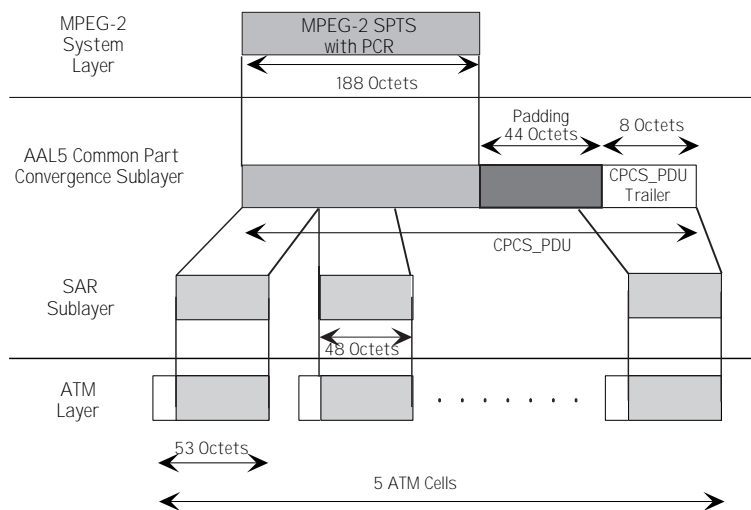 MPEG-2
System
Layer
MPEG-2 SPTS
with PCR
188 Octets
Padding
44 Octets
8 Octets
AAL5 Common Part
Convergence Sublayer
CPCS_PDU
Trailer
CPCS_PDU
SAR
Sublayer
48 Octets
ATM
Layer
. . . . . . .
53 Octets
5 ATM Cells